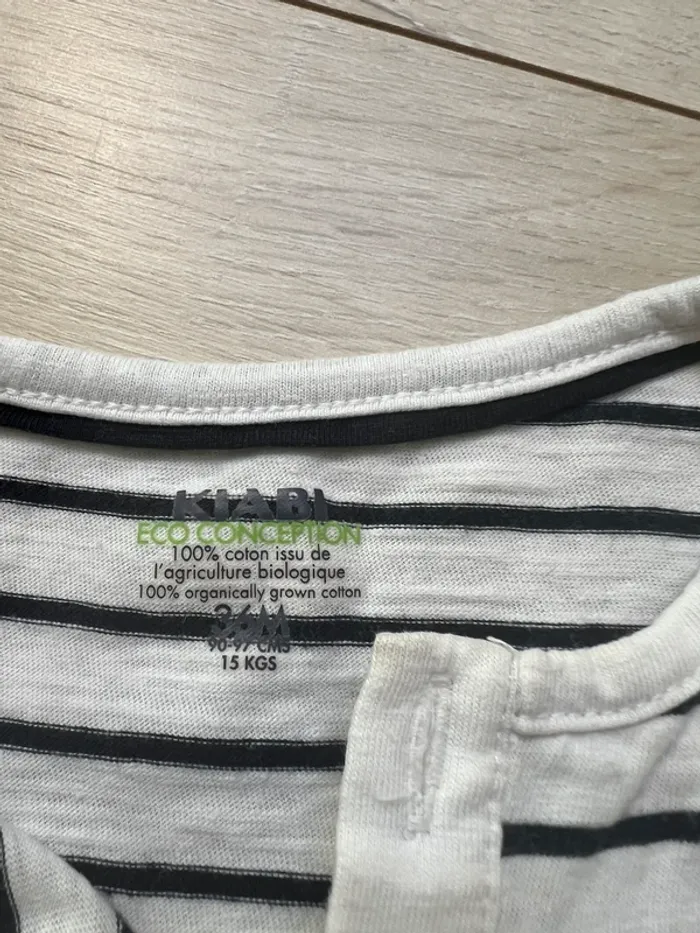 KIABI
ECO CONCEPTION
100% coton issu de
l'agriculture biologique
100% organically grown cotton
36M
90-97 CMS
15 KGS